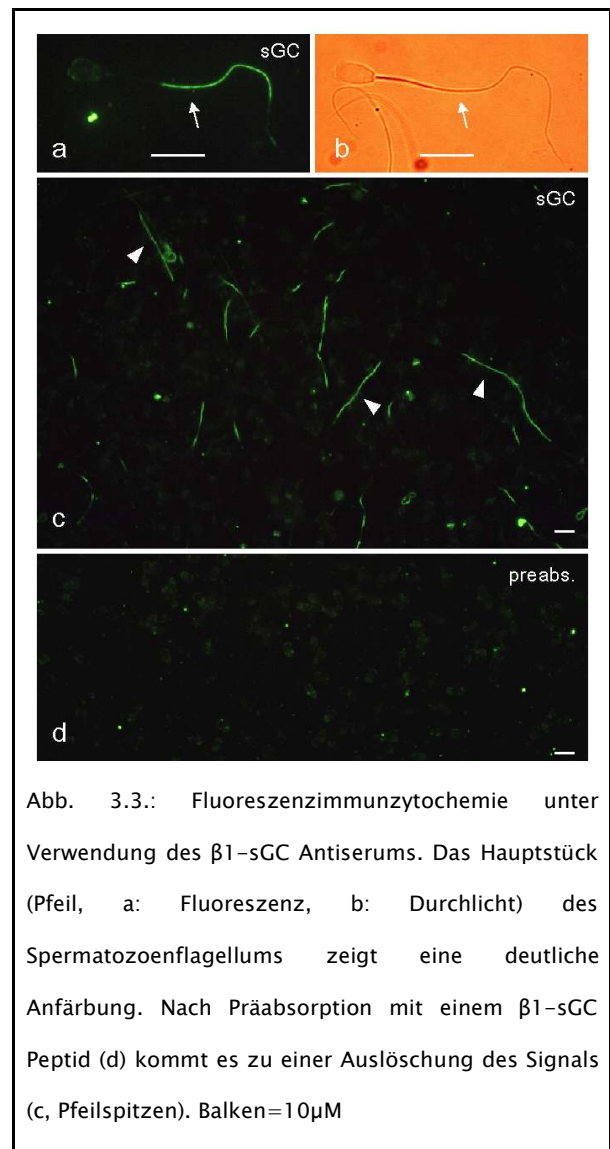 sGC
a
b
sGC
c
preabs.
d
Abb. 3.3.: Fluoreszenzimmunzytochemie unter
Verwendung des β1-sGC Antiserums. Das Hauptstück
(Pfeil, a: Fluoreszenz, b: Durchlicht) des
Spermatozoenflagellums zeigt eine deutliche
Anfärbung. Nach Präabsorption mit einem β1-sGC
Peptid (d) kommt es zu einer Auslöschung des Signals
(c, Pfeilspitzen). Balken=10µM